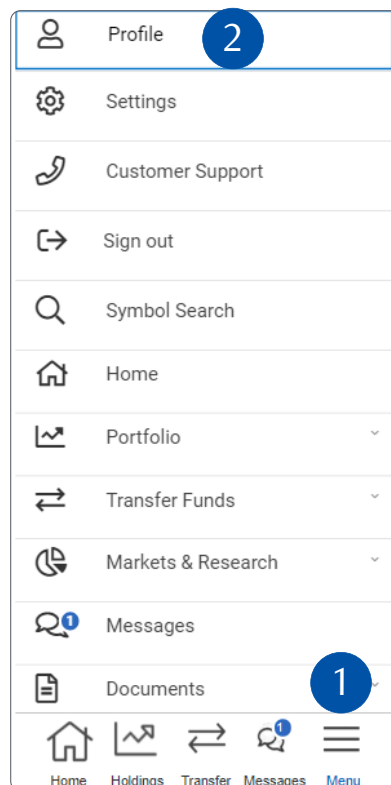 Profile
2
Settings
Customer Support
Sign out
Symbol Search
Home
Portfolio
Transfer Funds
Markets & Research
1
Messages
Documents
1
1
Home Holdings Transfer Messages Menu